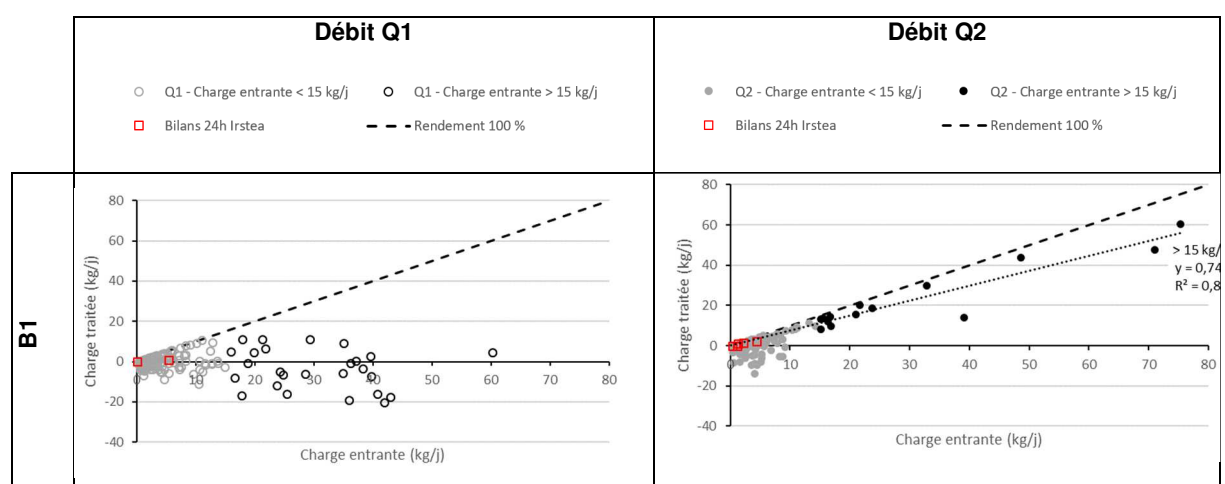 Débit Q1
Débit Q2
Q1 - Charge entrante < 15 kg/j
Q1 - Charge entrante > 15 kg/j
Bilans 24h Irstea
Rendement 100 %
Q2 - Charge entrante < 15 kg/j
Q2 - Charge entrante > 15 kg/j
Bilans 24h Irstea
Rendement 100 %
B1
Charge traitée (kg/j)
80
60
40
20
0
-20
-40
0 10 20 30 40 50 60 70 80
Charge entrante (kg/j)
Charge traitée (kg/j)
80
60
40
20
0
-20
-40
0 10 20 30 40 50 60 70 80
> 15 kg/
y = 0,74
R² = 0,8
Charge entrante (kg/j)